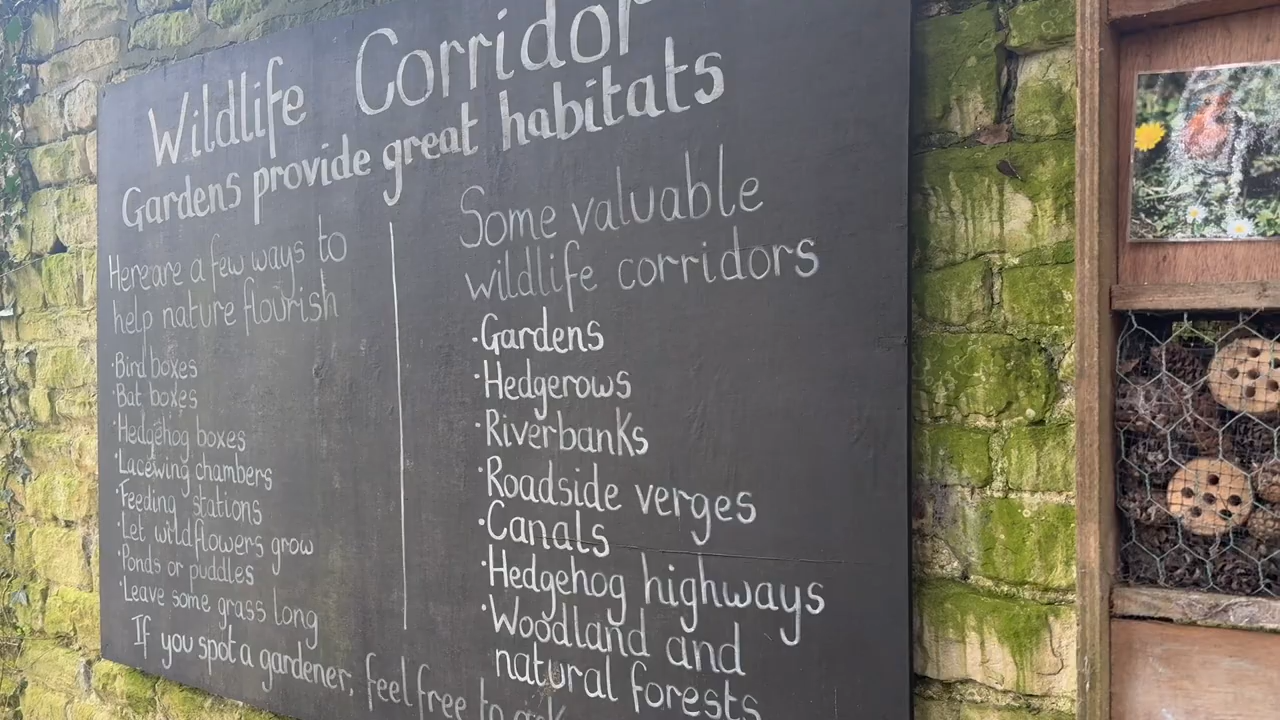 Wildlife Corridor
Gardens provide great habitats
Here are a few ways to
help nature flourish
·Bird boxes
·Bat boxes
·Hedgehog boxes
·Lacewing chambers
·Feeding stations
·Let wildflowers grow
·Ponds or puddles
·Leave some grass long
Some valuable
wildlife corridors
·Gardens
·Hedgerows
·Riverbanks
·Roadside verges
·Canals
·Hedgehog highways
·Woodland and
natural forests
If you spot a gardener, feel free to ask